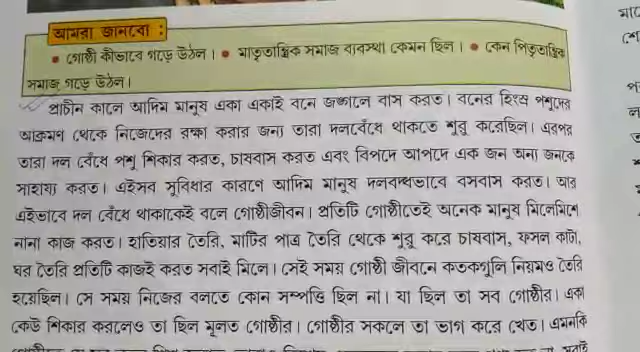 আমরা জানবো :
• গোষ্ঠী কীভাবে গড়ে উঠল। • মাতৃতান্ত্রিক সমাজ ব্যবস্থা কেমন ছিল। • কেন পিতৃতান্ত্রিক
সমাজ গড়ে উঠল।
প্রাচীন কালে আদিম মানুষ একা একাই বনে জঙ্গলে বাস করত। বনের হিংস্র পশুদের
আক্রমণ থেকে নিজেদের রক্ষা করার জন্য তারা দলবেঁধে থাকতে শুরু করেছিল। এরপর
তারা দল বেঁধে পশু শিকার করত, চাষবাস করত এবং বিপদে আপদে এক জন অন্য জনকে
সাহায্য করত। এইসব সুবিধার কারণে আদিম মানুষ দলবদ্ধভাবে বসবাস করত। আর
এইভাবে দল বেঁধে থাকাকেই বলে গোষ্ঠীজীবন। প্রতিটি গোষ্ঠীতেই অনেক মানুষ মিলেমিশে
নানা কাজ করত। হাতিয়ার তৈরি, মাটির পাত্র তৈরি থেকে শুরু করে চাষবাস, ফসল কাটা,
ঘর তৈরি প্রতিটি কাজই করত সবাই মিলে। সেই সময় গোষ্ঠী জীবনে কতকগুলি নিয়মও তৈরি
হয়েছিল। সে সময় নিজের বলতে কোন সম্পত্তি ছিল না। যা ছিল তা সব গোষ্ঠীর। একা
কেউ শিকার করলেও তা ছিল মূলত গোষ্ঠীর। গোষ্ঠীর সকলে তা ভাগ করে খেত। এমনকি